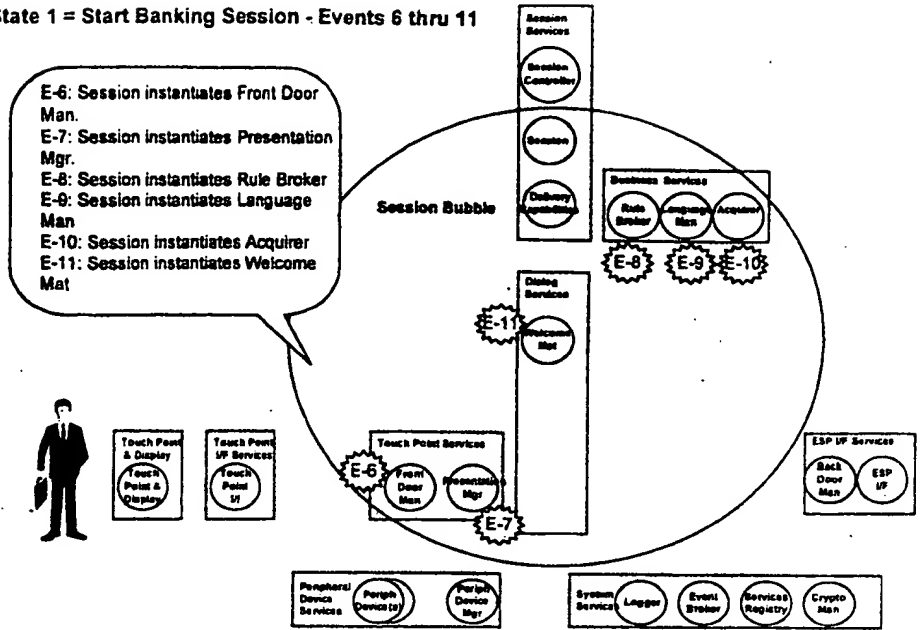 State 1 = Start Banking Session - Events 6 thru 11
E-6: Session instantiates Front Door
Man.
E-7: Session instantiates Presentation
Mgr.
E-8: Session instantiates Rule Broker
E-9: Session instantiates Language
Man
E-10: Session instantiates Acquirer
E-11: Session instantiates Welcome
Mat
Session
Services
Session
Controller
Session
Delivery
Capabilities
Session Bubble
Business Services
Rule
Broker
Language
Man
Acquirer
E-8
E-9
E-10
Dialog
Services
E-11
Welcome
Mat
Touch Point
& Display
Touch
Point &
Display
Touch Point
I/F Services
Touch
Point
I/f
Touch Point Services
E-6
Front
Door
Man
Presentation
Mgr
E-7
ESP I/F Services
Back
Door
Man
ESP
I/F
Peripheral
Device
Services
Periph
Device(s)
Periph
Device
Mgr
System
Services
Logger
Event
Broker
Services
Registry
Crypto
Man